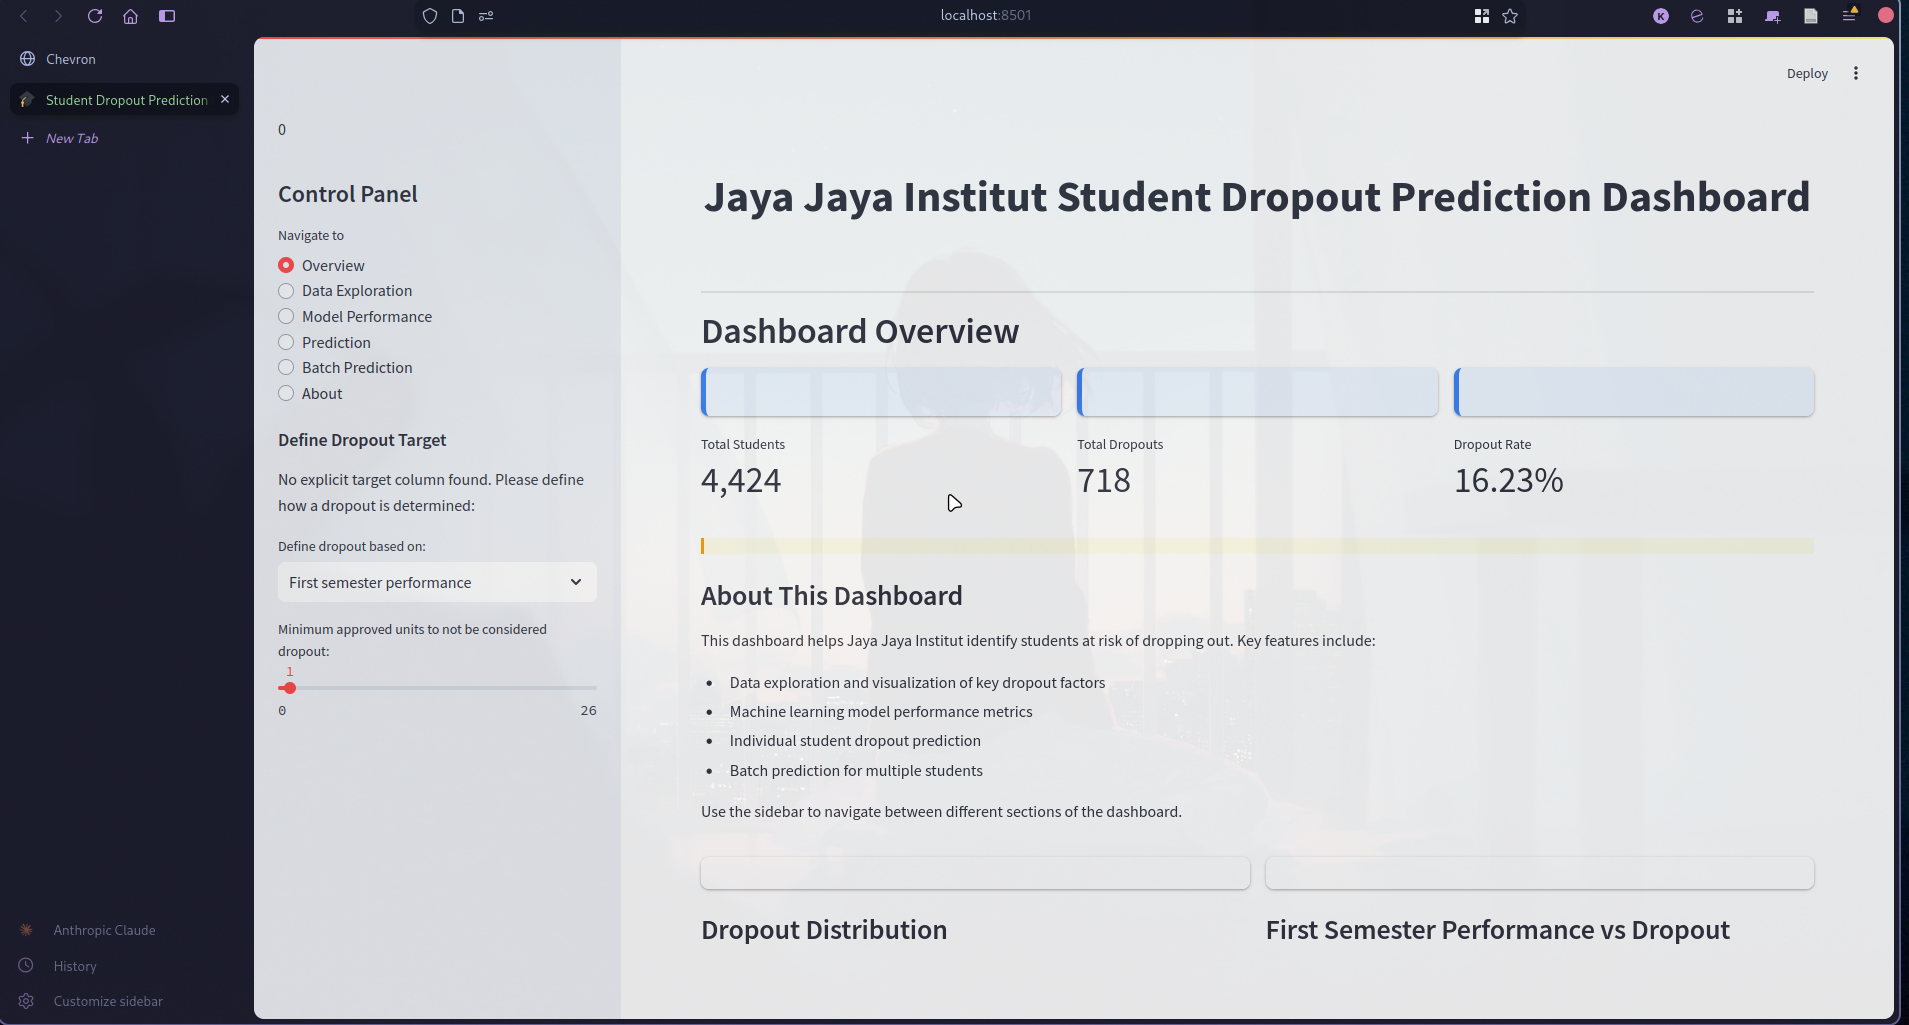 localhost:8501
Chevron
Student Dropout Prediction
New Tab
Deploy
0
Control Panel
Navigate to
Overview
Data Exploration
Model Performance
Prediction
Batch Prediction
About
Define Dropout Target
No explicit target column found. Please define
how a dropout is determined:
Define dropout based on:
First semester performance
Minimum approved units to not be considered
dropout:
1
0 26
Jaya Jaya Institut Student Dropout Prediction Dashboard
Dashboard Overview
Total Students
4,424
Total Dropouts
718
Dropout Rate
16.23%
About This Dashboard
This dashboard helps Jaya Jaya Institut identify students at risk of dropping out. Key features include:
• Data exploration and visualization of key dropout factors
• Machine learning model performance metrics
• Individual student dropout prediction
• Batch prediction for multiple students
Use the sidebar to navigate between different sections of the dashboard.
Dropout Distribution
First Semester Performance vs Dropout
Anthropic Claude
History
Customize sidebar
K